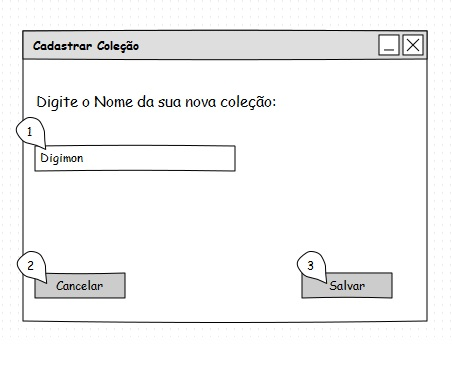 Cadastrar Coleção
Digite o Nome da sua nova coleção:
1
Digimon
2
Cancelar
3
Salvar